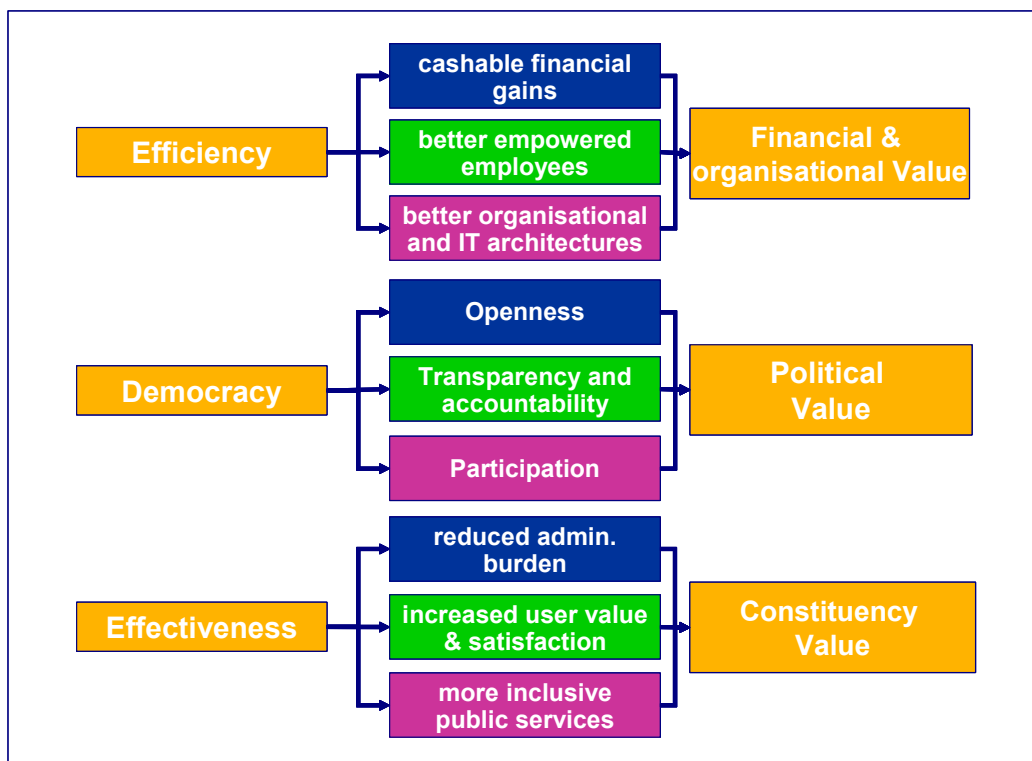 cashable financial
gains
Efficiency
better empowered
employees
better organisational
and IT architectures
Financial &
organisational Value
Openness
Democracy
Transparency and
accountability
Participation
Political
Value
reduced admin.
burden
Effectiveness
increased user value
& satisfaction
more inclusive
public services
Constituency
Value